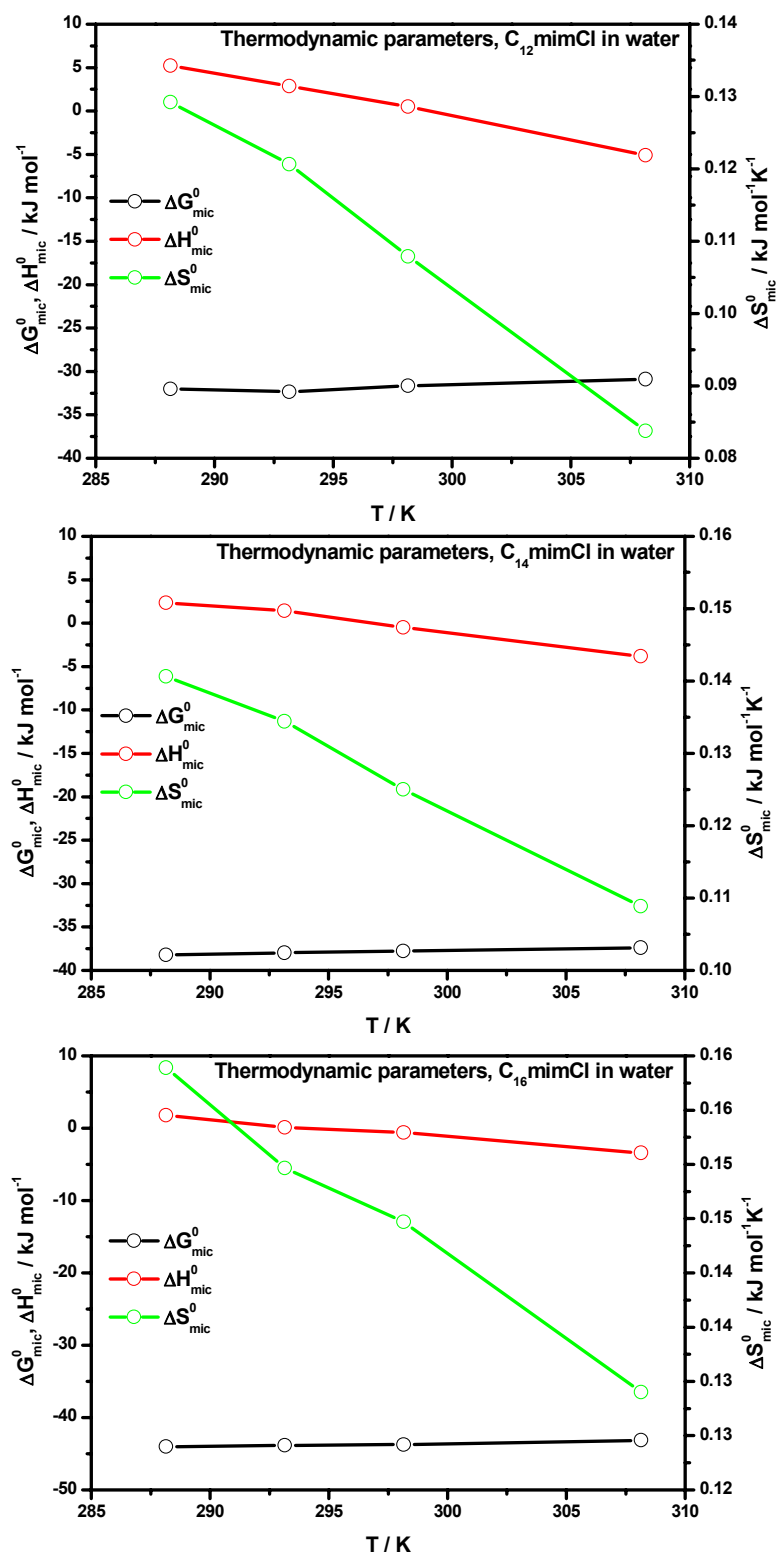 Thermodynamic parameters, C12mimCl in water
10
5
0
-5
-10
-15
-20
-25
-30
-35
-40
ΔG⁰mic, ΔH⁰mic / kJ mol⁻¹
ΔG⁰mic
ΔH⁰mic
ΔS⁰mic
0.14
0.13
0.12
0.11
0.10
0.09
0.08
ΔS⁰mic / kJ mol⁻¹K⁻¹
285 290 295 300 305 310
T / K
Thermodynamic parameters, C14mimCl in water
10
5
0
-5
-10
-15
-20
-25
-30
-35
-40
ΔG⁰mic, ΔH⁰mic / kJ mol⁻¹
ΔG⁰mic
ΔH⁰mic
ΔS⁰mic
0.16
0.15
0.14
0.13
0.12
0.11
0.10
ΔS⁰mic / kJ mol⁻¹K⁻¹
285 290 295 300 305 310
T / K
Thermodynamic parameters, C16mimCl in water
10
0
-10
-20
-30
-40
-50
ΔG⁰mic, ΔH⁰mic / kJ mol⁻¹
ΔG⁰mic
ΔH⁰mic
ΔS⁰mic
0.16
0.16
0.15
0.15
0.14
0.14
0.13
0.13
0.12
ΔS⁰mic / kJ mol⁻¹K⁻¹
285 290 295 300 305 310
T / K